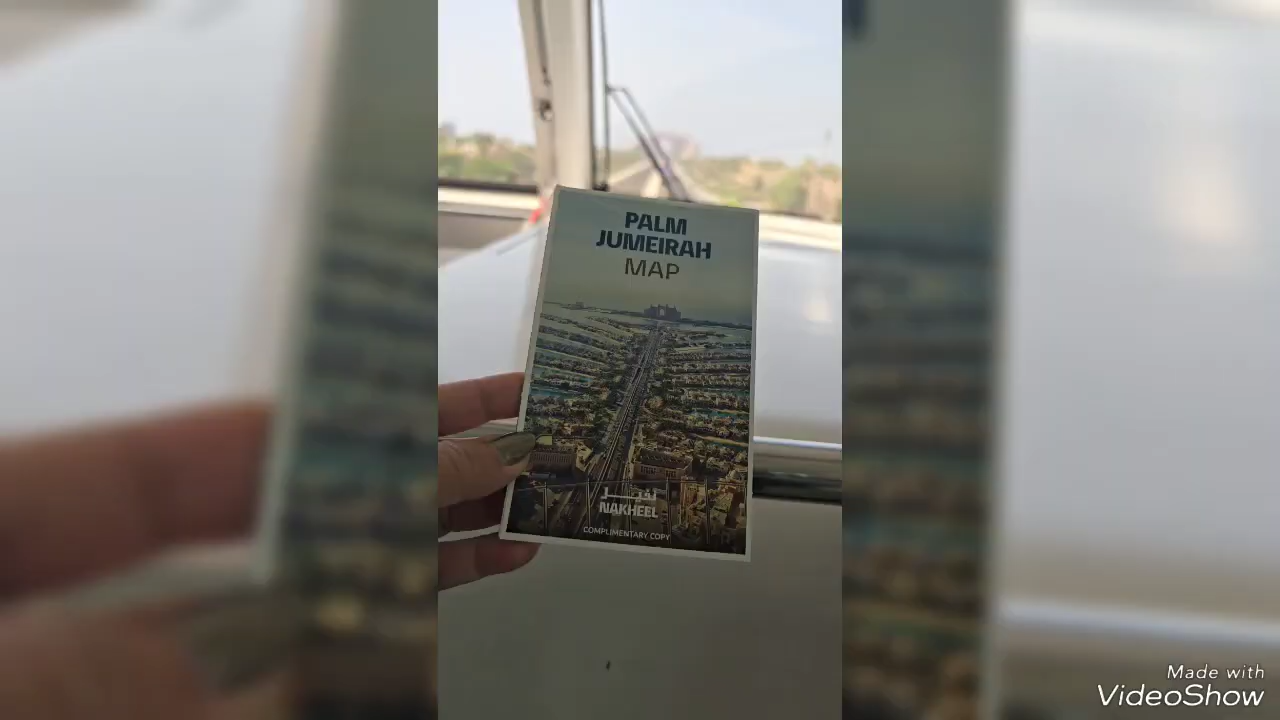 PALM
JUMEIRAH
MAP
نخيل
NAKHEEL
COMPLIMENTARY COPY
Made with
VideoShow